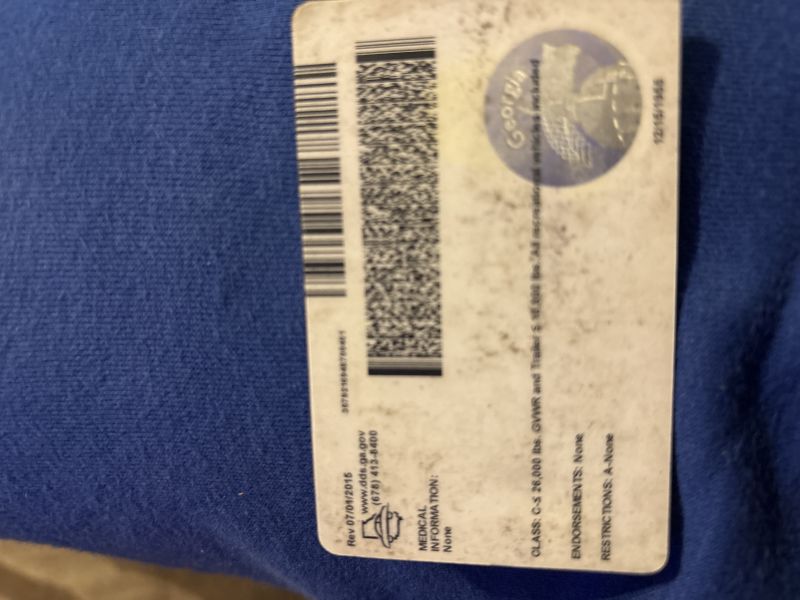 Rev 07/01/2015
www.dds.ga.gov
(678) 413-8400
MEDICAL
INFORMATION:
None
CLASS: C-≤ 26,000 lbs. GVWR and Trailer ≤ 10,000 lbs. All recreational vehicles included
ENDORSEMENTS: None
RESTRICTIONS: A-None
Georgia
12/15/1955